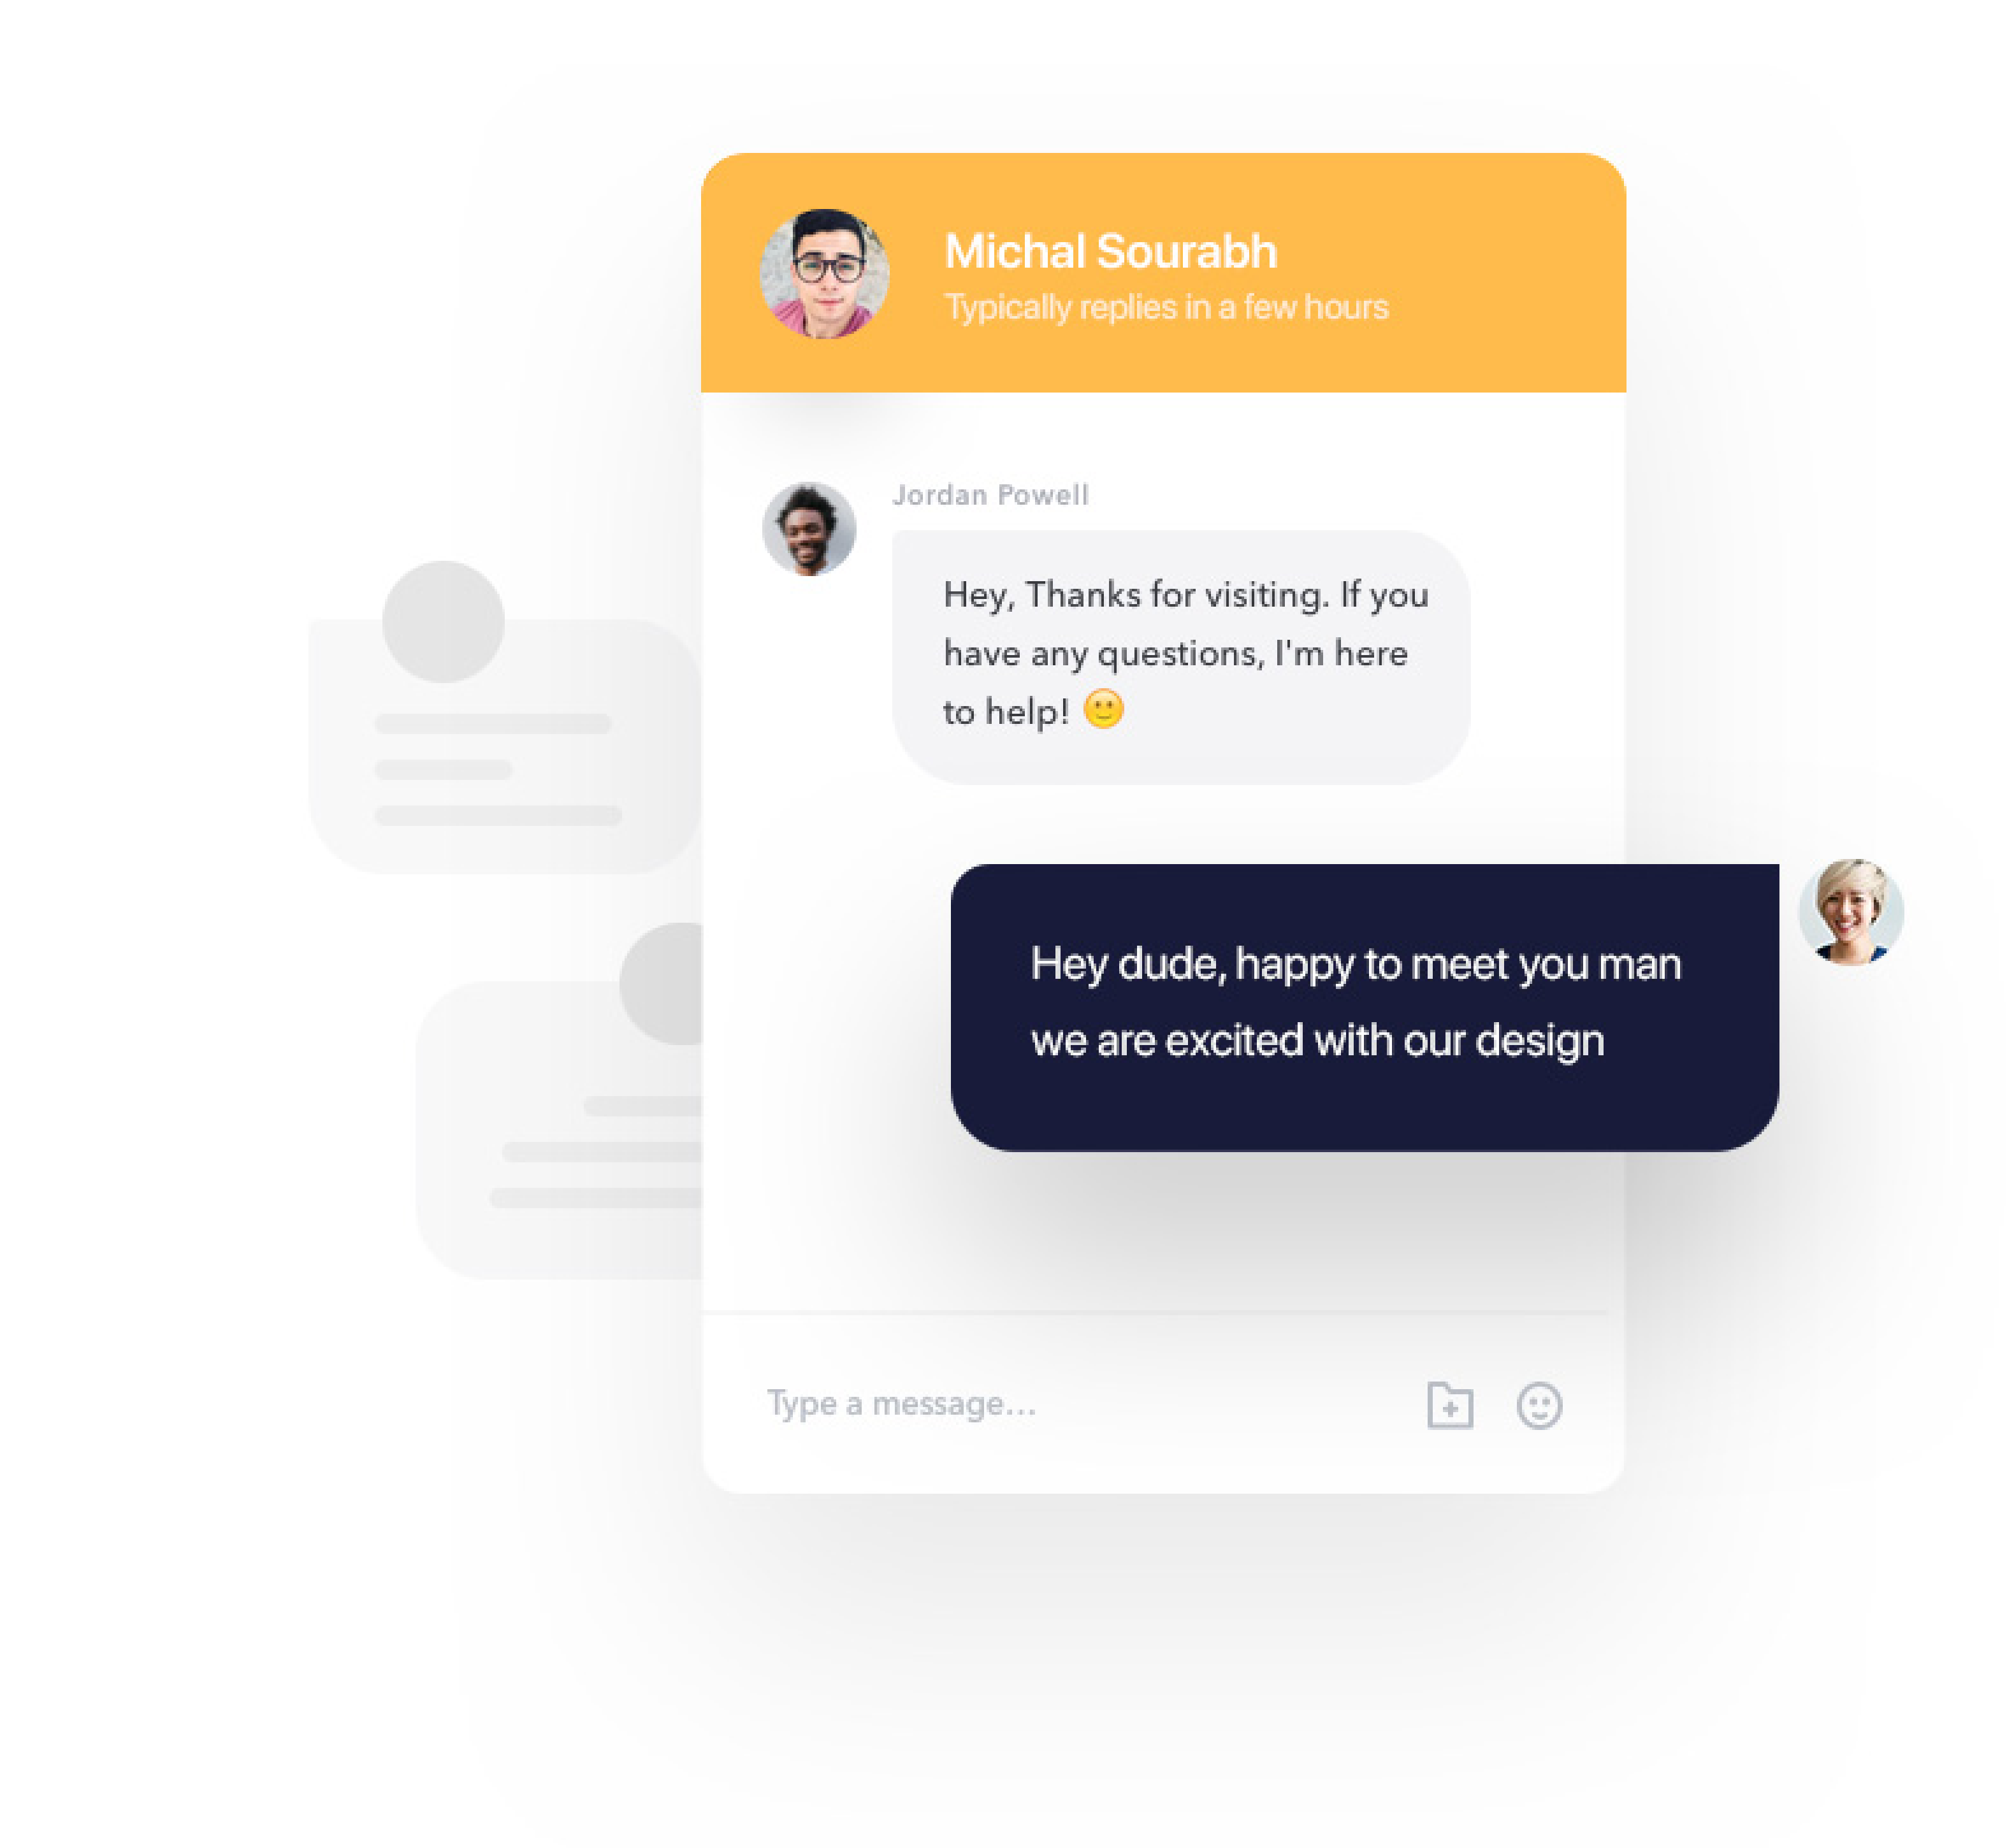 Michal Sourabh
Typically replies in a few hours
Jordan Powell
Hey, Thanks for visiting. If you
have any questions, I'm here
to help! 🙂
Hey dude, happy to meet you man
we are excited with our design
Type a message...